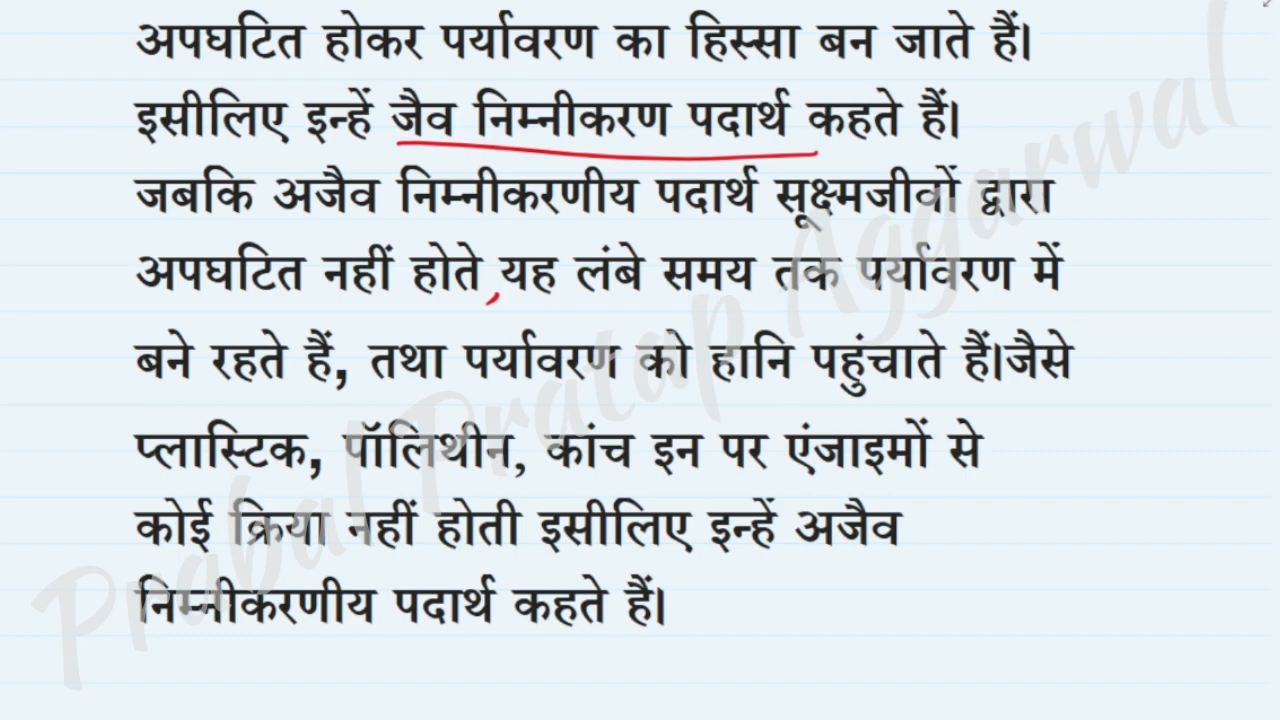 अपघटित होकर पर्यावरण का हिस्सा बन जाते हैं।
इसीलिए इन्हें जैव निम्नीकरण पदार्थ कहते हैं।
जबकि अजैव निम्नीकरणीय पदार्थ सूक्ष्मजीवों द्वारा
अपघटित नहीं होते ,यह लंबे समय तक पर्यावरण में
बने रहते हैं, तथा पर्यावरण को हानि पहुंचाते हैं।जैसे
प्लास्टिक, पॉलिथीन, कांच इन पर एंजाइमों से
कोई क्रिया नहीं होती इसीलिए इन्हें अजैव
निम्नीकरणीय पदार्थ कहते हैं।
Prabal Pratap Aggarwal